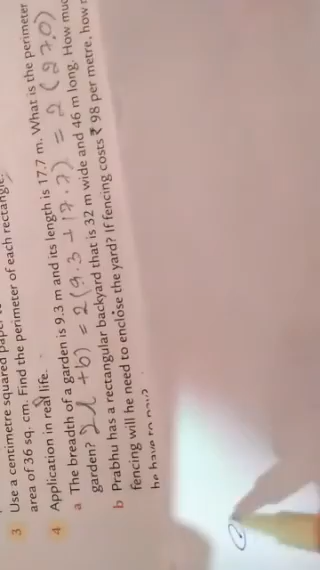 3 Use a centimetre squared paper
area of 36 sq. cm. Find the perimeter of each rectangle.
4 Application in real life.
a The breadth of a garden is 9.3 m and its length is 17.7 m. What is the perimeter
garden? 2(l+b) = 2(9.3+17.7) = 2(27.0)
b Prabhu has a rectangular backyard that is 32 m wide and 46 m long. How much
fencing will he need to enclose the yard? If fencing costs ₹ 98 per metre, how
he have to pay?